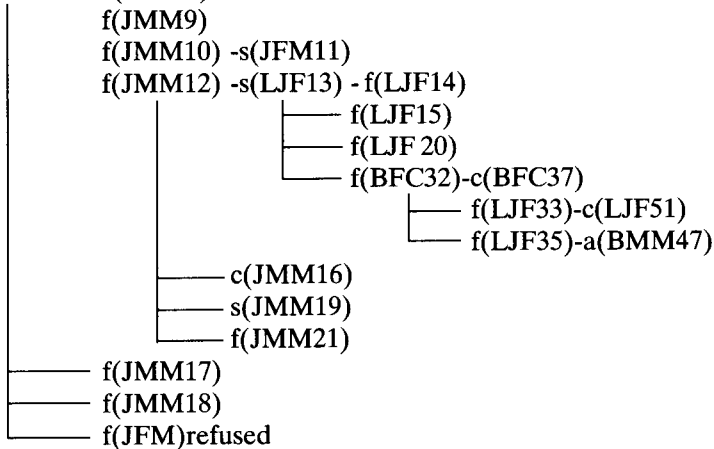 f(JMM9)
f(JMM10) -s(JFM11)
f(JMM12) -s(LJF13) - f(LJF14)
f(LJF15)
f(LJF 20)
f(BFC32)-c(BFC37)
f(LJF33)-c(LJF51)
f(LJF35)-a(BMM47)
c(JMM16)
s(JMM19)
f(JMM21)
f(JMM17)
f(JMM18)
f(JFM)refused